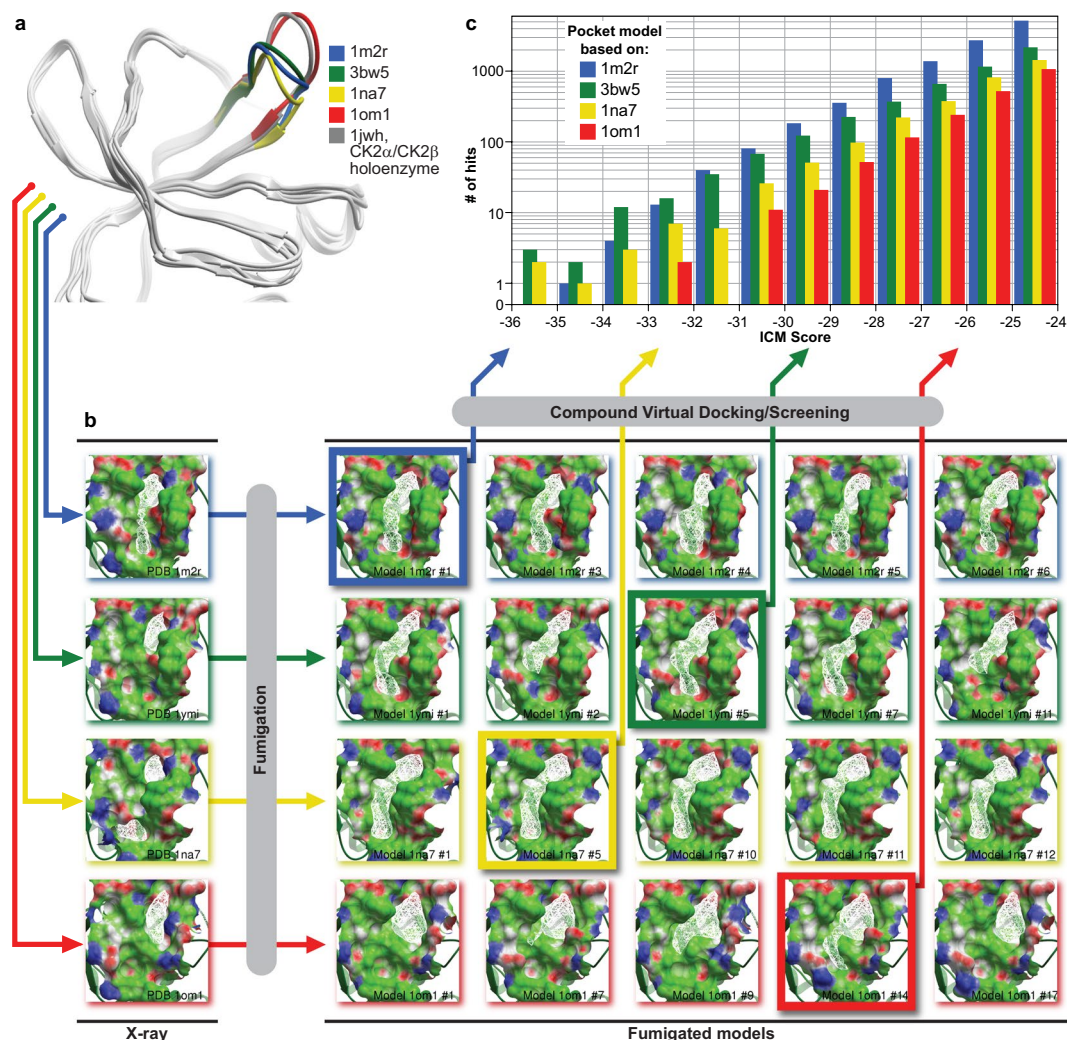 a
1m2r
3bw5
1na7
1om1
1jwh,
CK2α/CK2β
holoenzyme
c
Pocket model
based on:
1m2r
3bw5
1na7
1om1
# of hits
1000
100
10
1
0
-36 -35 -34 -33 -32 -31 -30 -29 -28 -27 -26 -25 -24
ICM Score
Compound Virtual Docking/Screening
b
Fumigation
PDB 1m2r
Model 1m2r #1
Model 1m2r #3
Model 1m2r #4
Model 1m2r #5
Model 1m2r #6
PDB 1ymi
Model 1ymi #1
Model 1ymi #2
Model 1ymi #5
Model 1ymi #7
Model 1ymi #11
PDB 1na7
Model 1na7 #1
Model 1na7 #5
Model 1na7 #10
Model 1na7 #11
Model 1na7 #12
PDB 1om1
Model 1om1 #1
Model 1om1 #7
Model 1om1 #9
Model 1om1 #14
Model 1om1 #17
X-ray
Fumigated models